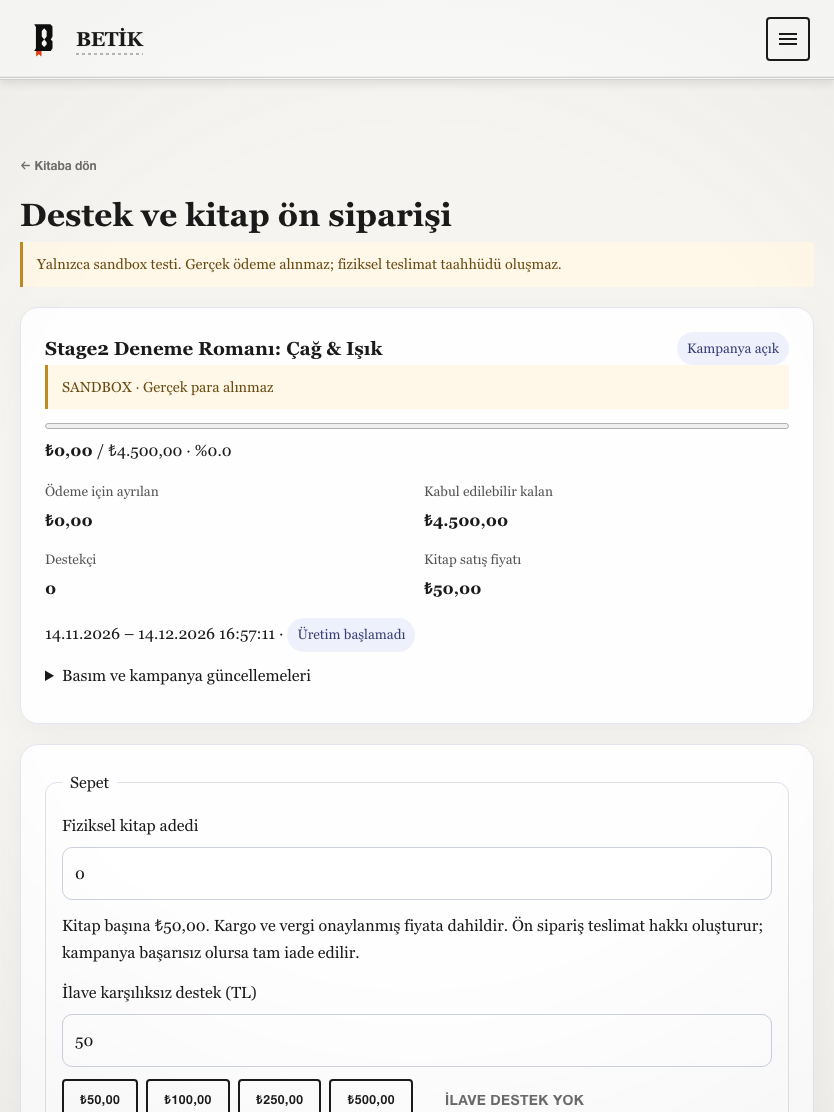 BETİK
← Kitaba dön
Destek ve kitap ön siparişi
Yalnızca sandbox testi. Gerçek ödeme alınmaz; fiziksel teslimat taahhüdü oluşmaz.
Stage2 Deneme Romanı: Çağ & Işık
Kampanya açık
SANDBOX · Gerçek para alınmaz
₺0,00 / ₺4.500,00 · %0.0
Ödeme için ayrılan
₺0,00
Kabul edilebilir kalan
₺4.500,00
Destekçi
0
Kitap satış fiyatı
₺50,00
14.11.2026 – 14.12.2026 16:57:11 · Üretim başlamadı
▶ Basım ve kampanya güncellemeleri
Sepet
Fiziksel kitap adedi
0
Kitap başına ₺50,00. Kargo ve vergi onaylanmış fiyata dahildir. Ön sipariş teslimat hakkı oluşturur;
kampanya başarısız olursa tam iade edilir.
İlave karşılıksız destek (TL)
50
₺50,00 ₺100,00 ₺250,00 ₺500,00 İLAVE DESTEK YOK